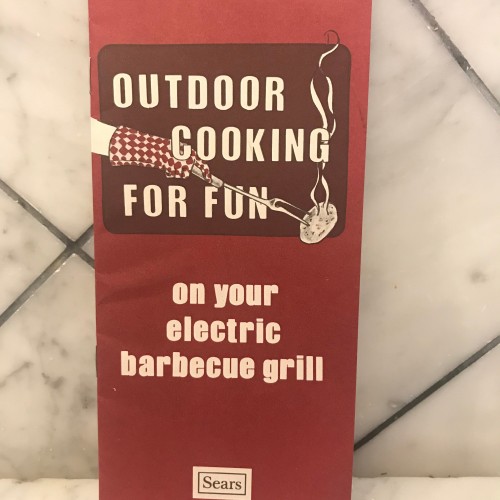 OUTDOOR
COOKING
FOR FUN
on your
electric
barbecue grill
Sears